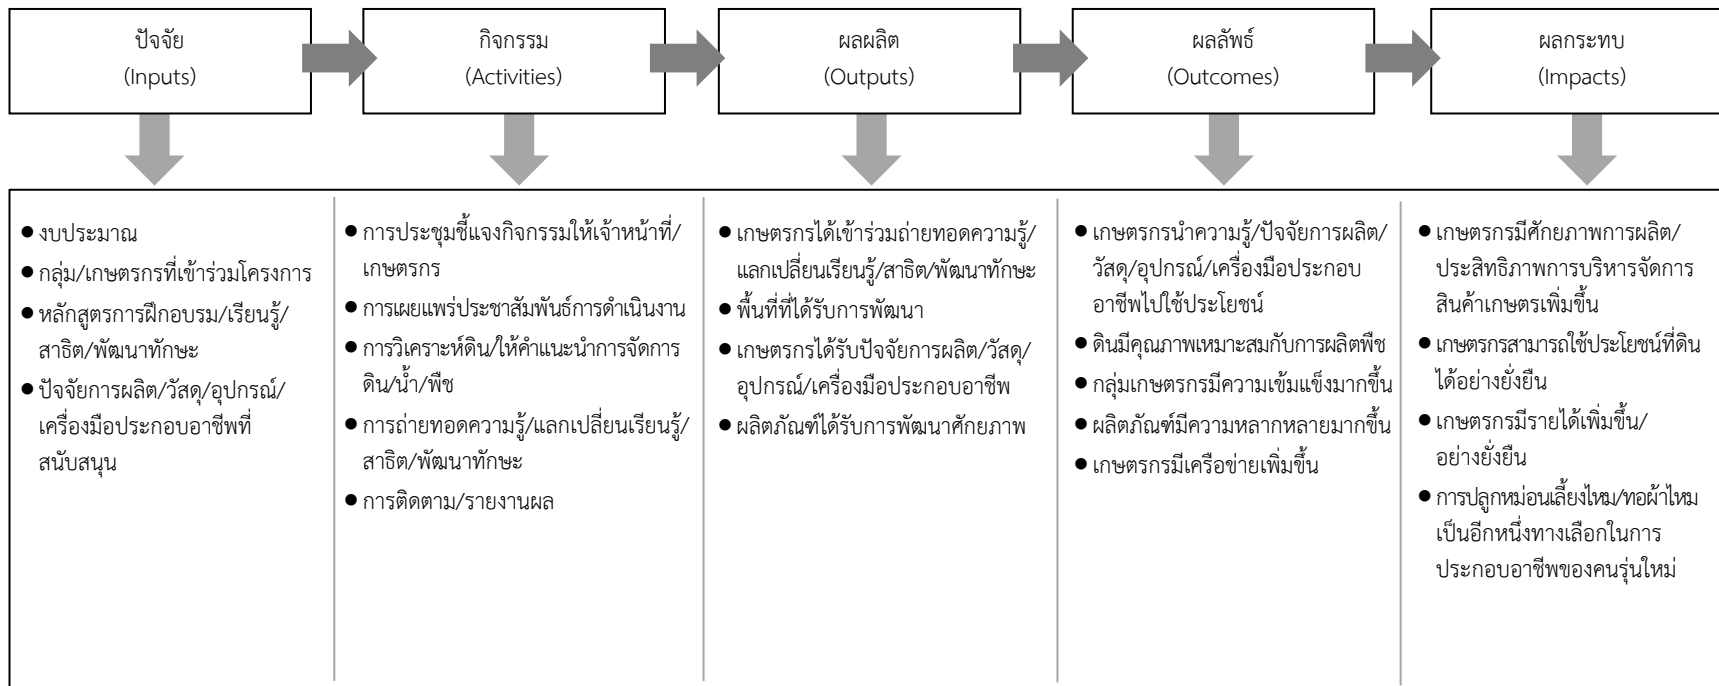 ปัจจัย
(Inputs)
กิจกรรม
(Activities)
ผลผลิต
(Outputs)
ผลลัพธ์
(Outcomes)
ผลกระทบ
(Impacts)
● งบประมาณ
● กลุ่ม/เกษตรกรที่เข้าร่วมโครงการ
● หลักสูตรการฝึกอบรม/เรียนรู้/
สาธิต/พัฒนาทักษะ
● ปัจจัยการผลิต/วัสดุ/อุปกรณ์/
เครื่องมือประกอบอาชีพที่
สนับสนุน
● การประชุมชี้แจงกิจกรรมให้เจ้าหน้าที่/
เกษตรกร
● การเผยแพร่ประชาสัมพันธ์การดำเนินงาน
● การวิเคราะห์ดิน/ให้คำแนะนำการจัดการ
ดิน/น้ำ/พืช
● การถ่ายทอดความรู้/แลกเปลี่ยนเรียนรู้/
สาธิต/พัฒนาทักษะ
● การติดตาม/รายงานผล
● เกษตรกรได้เข้าร่วมถ่ายทอดความรู้/
แลกเปลี่ยนเรียนรู้/สาธิต/พัฒนาทักษะ
● พื้นที่ที่ได้รับการพัฒนา
● เกษตรกรได้รับปัจจัยการผลิต/วัสดุ/
อุปกรณ์/เครื่องมือประกอบอาชีพ
● ผลิตภัณฑ์ได้รับการพัฒนาศักยภาพ
● เกษตรกรนำความรู้/ปัจจัยการผลิต/
วัสดุ/อุปกรณ์/เครื่องมือประกอบ
อาชีพไปใช้ประโยชน์
● ดินมีคุณภาพเหมาะสมกับการผลิตพืช
● กลุ่มเกษตรกรมีความเข้มแข็งมากขึ้น
● ผลิตภัณฑ์มีความหลากหลายมากขึ้น
● เกษตรกรมีเครือข่ายเพิ่มขึ้น
● เกษตรกรมีศักยภาพการผลิต/
ประสิทธิภาพการบริหารจัดการ
สินค้าเกษตรเพิ่มขึ้น
● เกษตรกรสามารถใช้ประโยชน์ที่ดิน
ได้อย่างยั่งยืน
● เกษตรกรมีรายได้เพิ่มขึ้น/
อย่างยั่งยืน
● การปลูกหม่อนเลี้ยงไหม/ทอผ้าไหม
เป็นอีกหนึ่งทางเลือกในการ
ประกอบอาชีพของคนรุ่นใหม่